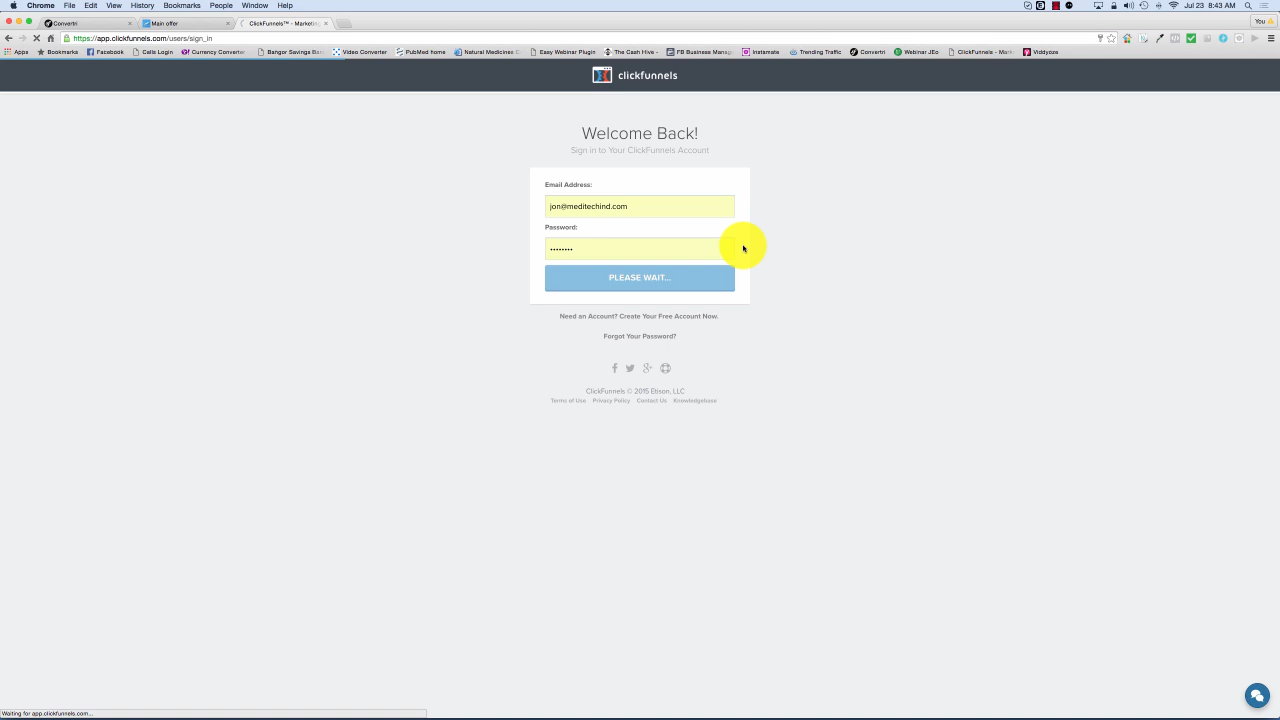 Chrome File Edit View History Bookmarks People Window Help Jul 23 8:43 AM
Convertri Main offer ClickFunnels™ - Marketing You
https://app.clickfunnels.com/users/sign_in
Apps Bookmarks Facebook Calls Login Currency Converter Bangor Savings Ban Video Converter PubMed home Natural Medicines C Easy Webinar Plugin The Cash Hive - FB Business Mana Instamate Trending Traffic Convertri Webinar JEo ClickFunnels - Mark Viddyoze
clickfunnels
Welcome Back!
Sign in to Your ClickFunnels Account
Email Address:
jon@meditechind.com
Password:
••••••••
PLEASE WAIT...
Need an Account? Create Your Free Account Now.
Forgot Your Password?
ClickFunnels © 2015 Etison, LLC
Terms of Use Privacy Policy Contact Us Knowledgebase
Waiting for app.clickfunnels.com...